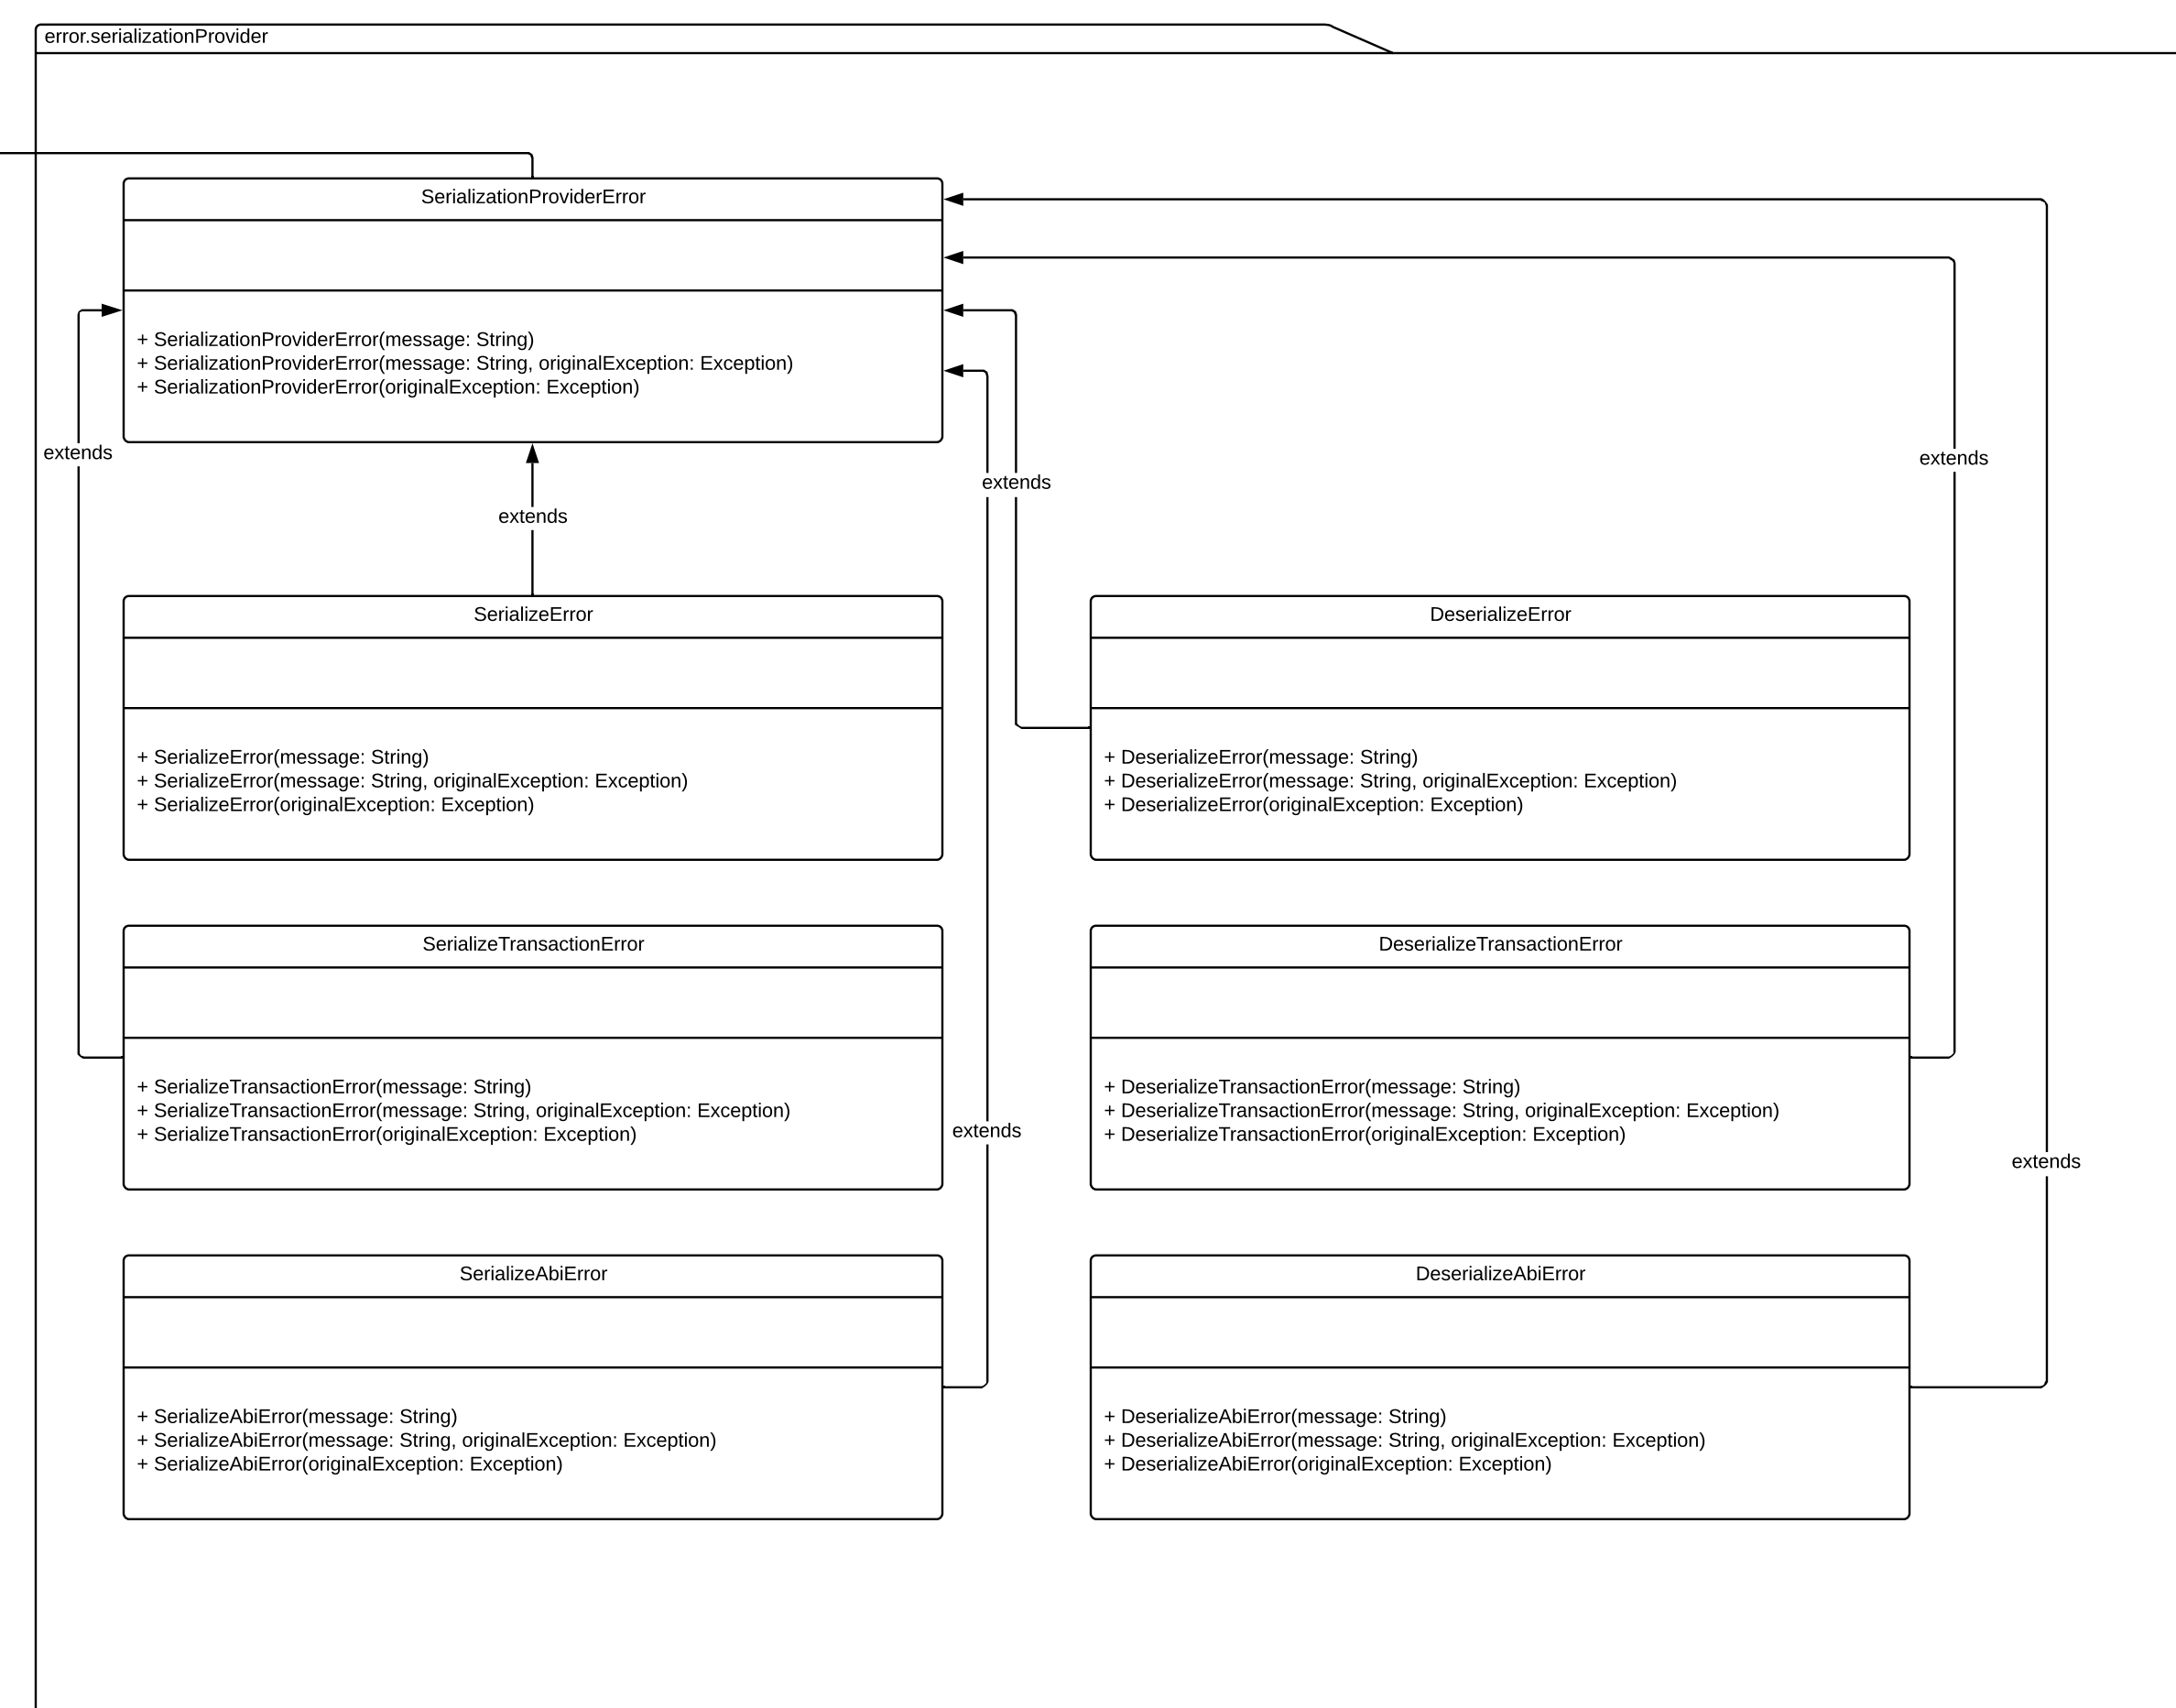 error.serializationProvider
SerializationProviderError
+ SerializationProviderError(message: String)
+ SerializationProviderError(message: String, originalException: Exception)
+ SerializationProviderError(originalException: Exception)
extends
extends
extends
extends
SerializeError
+ SerializeError(message: String)
+ SerializeError(message: String, originalException: Exception)
+ SerializeError(originalException: Exception)
DeserializeError
+ DeserializeError(message: String)
+ DeserializeError(message: String, originalException: Exception)
+ DeserializeError(originalException: Exception)
SerializeTransactionError
+ SerializeTransactionError(message: String)
+ SerializeTransactionError(message: String, originalException: Exception)
+ SerializeTransactionError(originalException: Exception)
extends
DeserializeTransactionError
+ DeserializeTransactionError(message: String)
+ DeserializeTransactionError(message: String, originalException: Exception)
+ DeserializeTransactionError(originalException: Exception)
extends
SerializeAbiError
+ SerializeAbiError(message: String)
+ SerializeAbiError(message: String, originalException: Exception)
+ SerializeAbiError(originalException: Exception)
DeserializeAbiError
+ DeserializeAbiError(message: String)
+ DeserializeAbiError(message: String, originalException: Exception)
+ DeserializeAbiError(originalException: Exception)